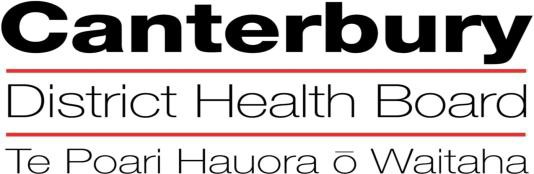 Canterbury
District Health Board
Te Poari Hauora ō Waitaha